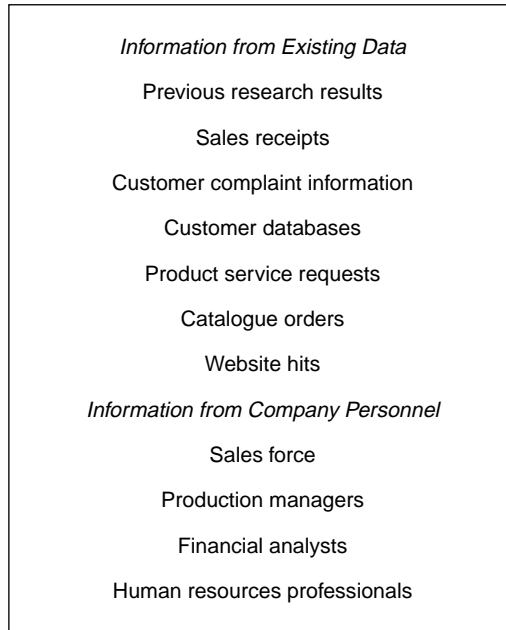 Information from Existing Data
Previous research results
Sales receipts
Customer complaint information
Customer databases
Product service requests
Catalogue orders
Website hits
Information from Company Personnel
Sales force
Production managers
Financial analysts
Human resources professionals